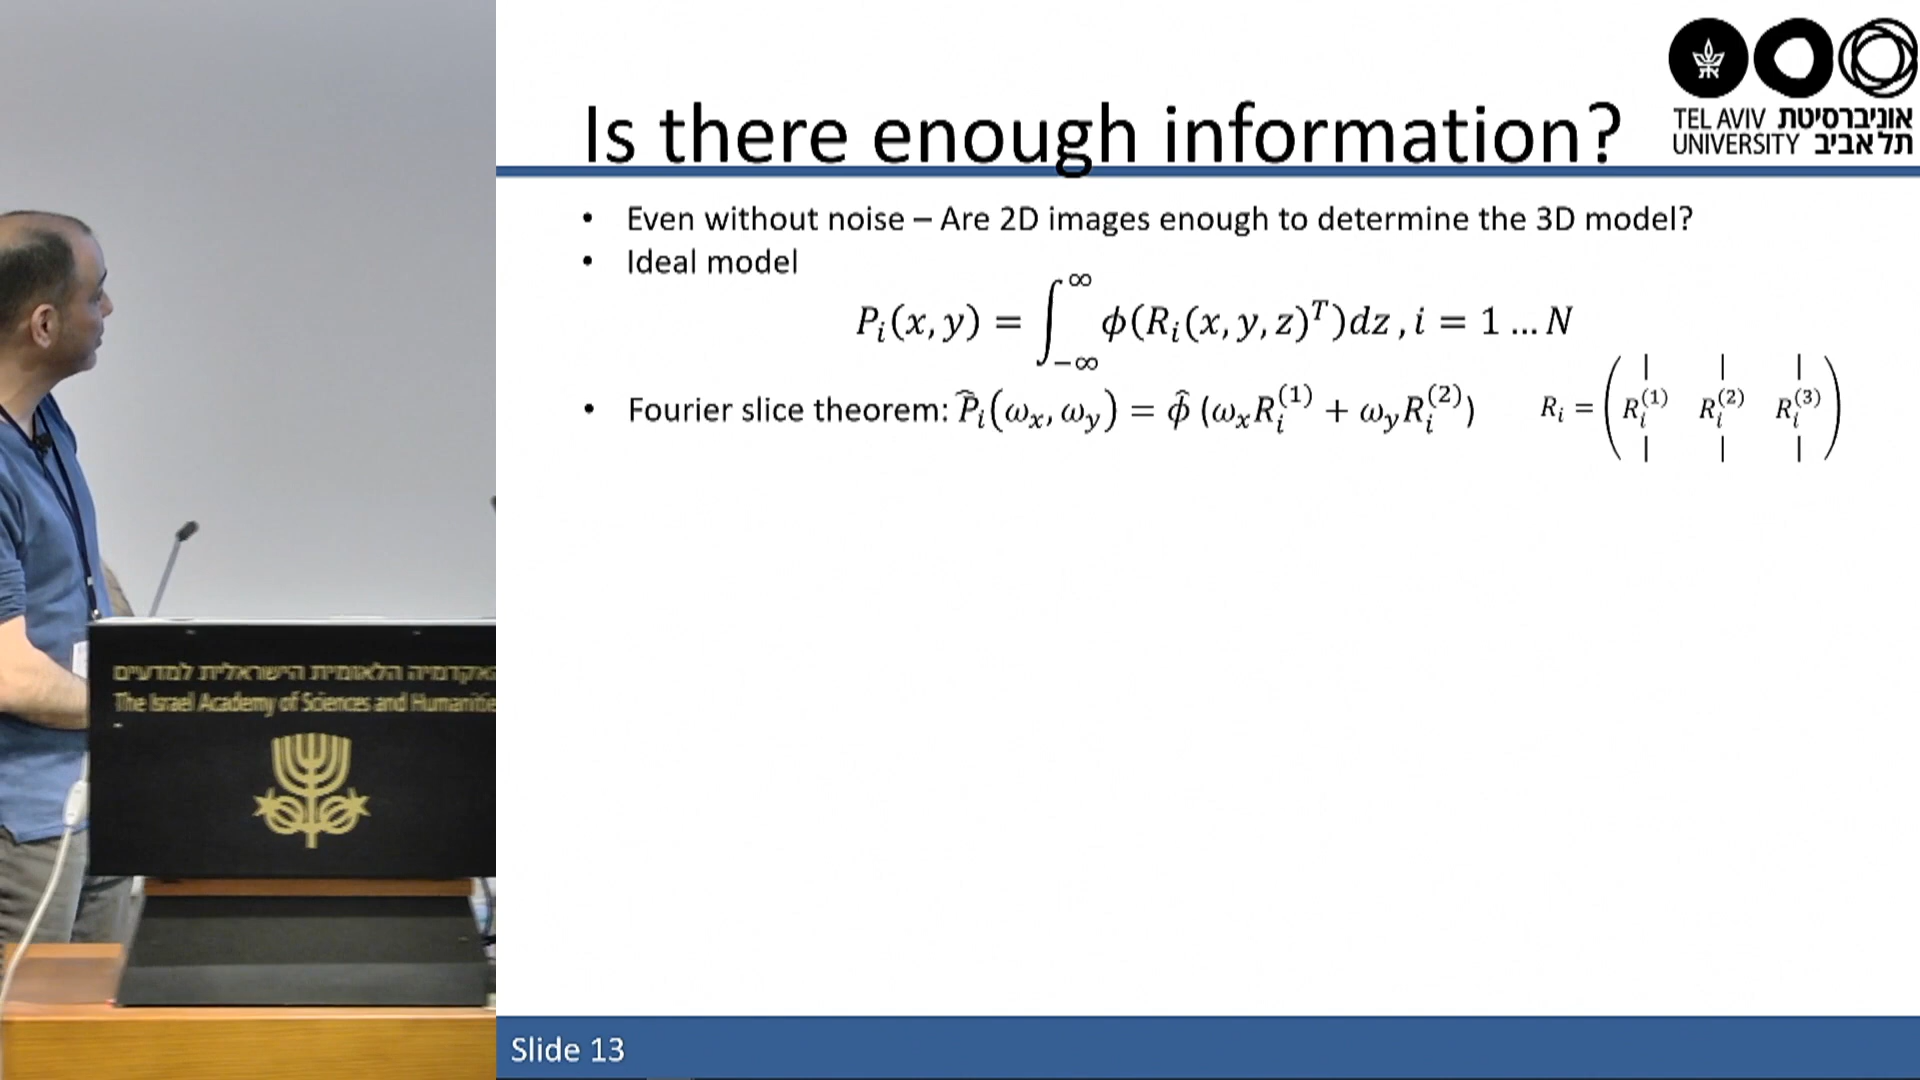 Is there enough information?
TEL AVIV אוניברסיטת
UNIVERSITY תל אביב
• Even without noise – Are 2D images enough to determine the 3D model?
• Ideal model
P_i(x, y) = ∫_{-∞}^{∞} ϕ(R_i(x, y, z)^T)dz , i = 1 … N
• Fourier slice theorem: P̂_i(ω_x, ω_y) = ϕ̂ (ω_x R_i^{(1)} + ω_y R_i^{(2)}) R_i = ( R_i^{(1)} R_i^{(2)} R_i^{(3)} )
האקדמיה הלאומית הישראלית למדעים
The Israel Academy of Sciences and Humanitie
Slide 13